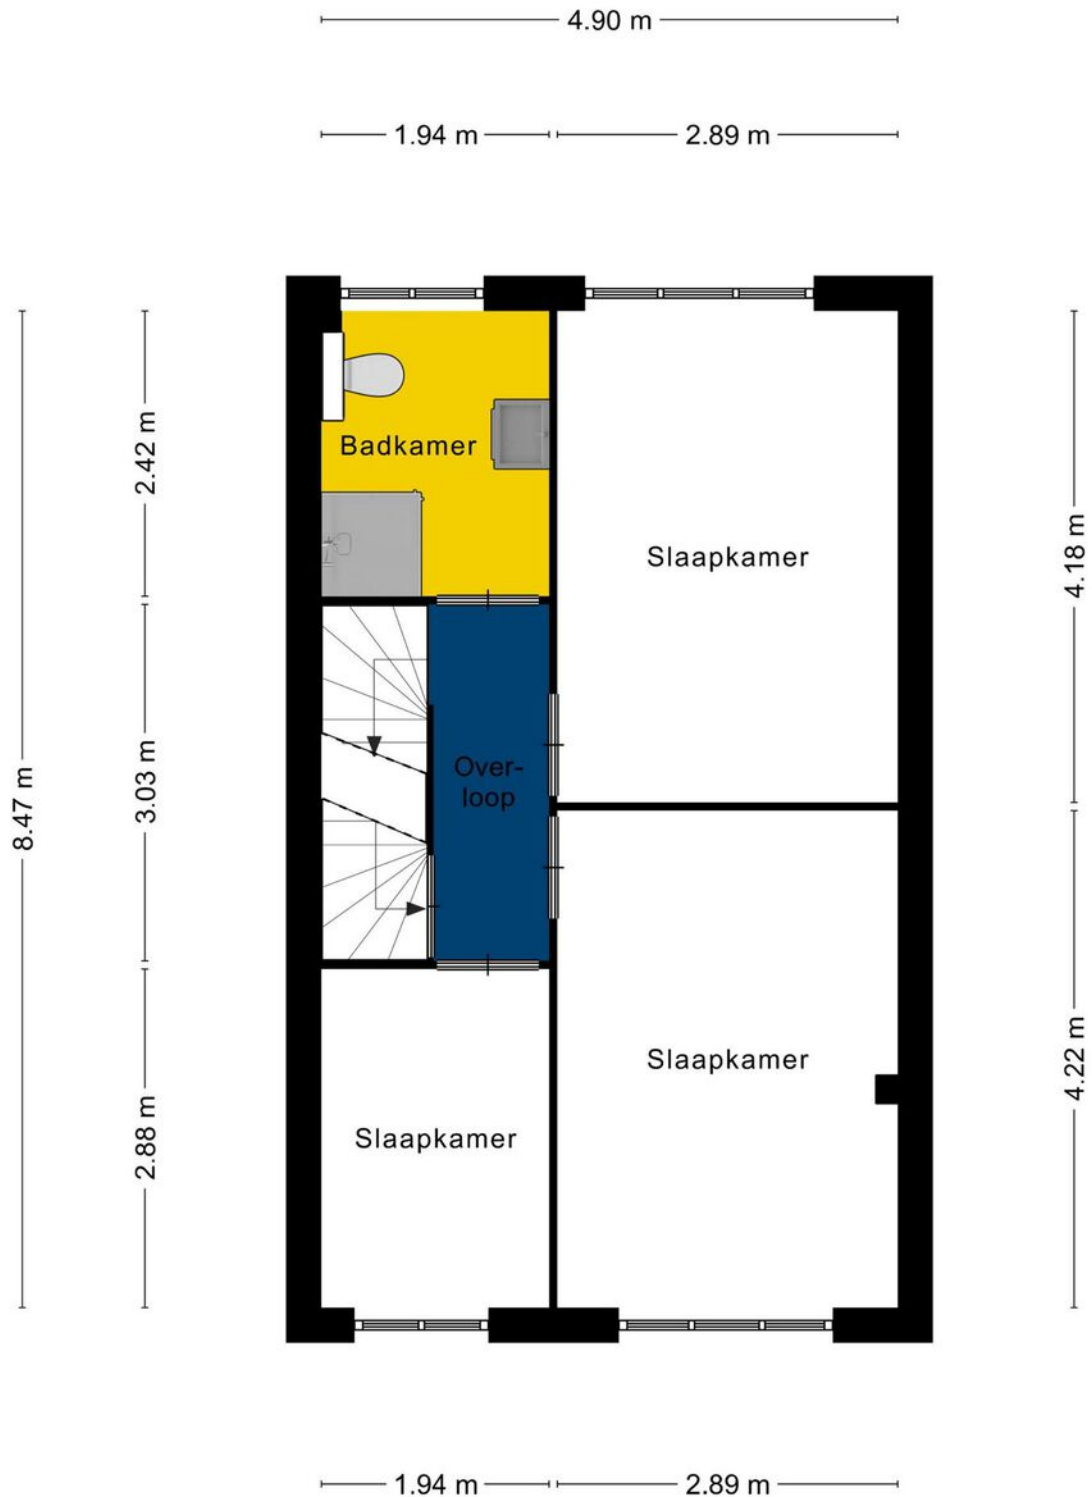 4.90 m
1.94 m
2.89 m
Badkamer
2.42 m
4.18 m
Slaapkamer
Over-
loop
3.03 m
8.47 m
Slaapkamer
4.22 m
Slaapkamer
2.88 m
1.94 m
2.89 m